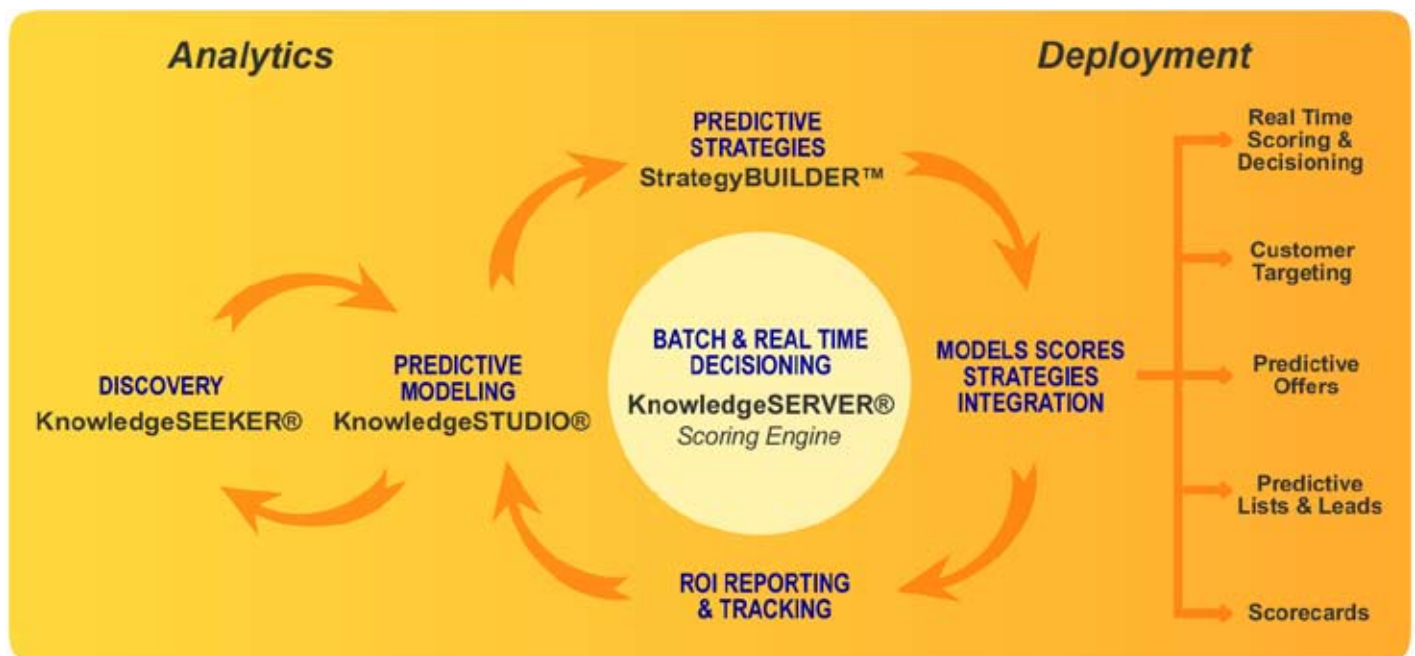 Analytics
Deployment
PREDICTIVE
STRATEGIES
StrategyBUILDER™
Real Time
Scoring &
Decisioning
Customer
Targeting
DISCOVERY
KnowledgeSEEKER®
PREDICTIVE
MODELING
KnowledgeSTUDIO®
BATCH & REAL TIME
DECISIONING
KnowledgeSERVER®
Scoring Engine
MODELS SCORES
STRATEGIES
INTEGRATION
Predictive
Offers
Predictive
Lists & Leads
ROI REPORTING
& TRACKING
Scorecards